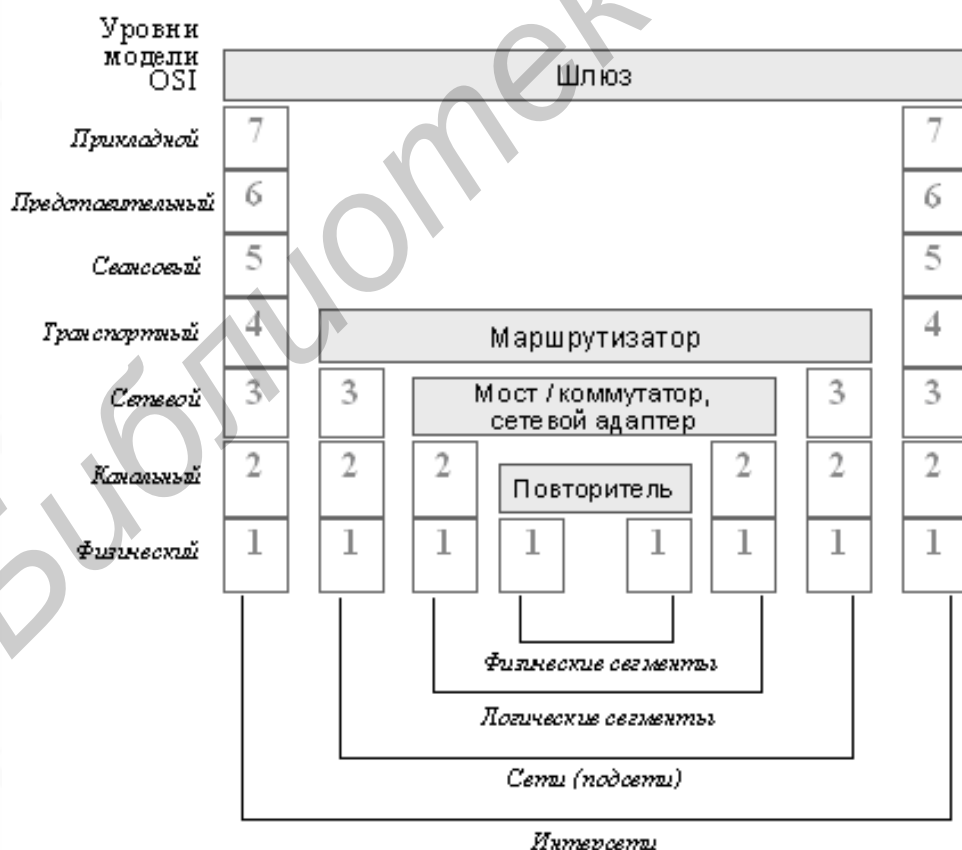 Уровни
модели
OSI
Шлюз
Прикладной 7 7
Представительный 6 6
Сеансовый 5 5
Транспортный 4 Маршрутизатор 4
Сетевой 3 3 Мост / коммутатор, 3 3
сетевой адаптер
Канальный 2 2 2 2 2 2
Повторитель
Физический 1 1 1 1 1 1 1 1
Физические сегменты
Логические сегменты
Сети (подсети)
Интерсети
Библиотек